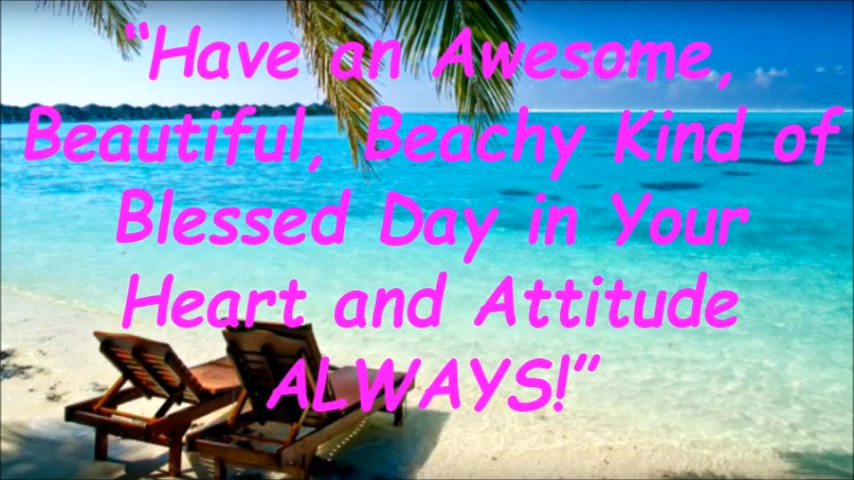 “Have an Awesome,
Beautiful, Beachy Kind of
Blessed Day in Your
Heart and Attitude
ALWAYS!”